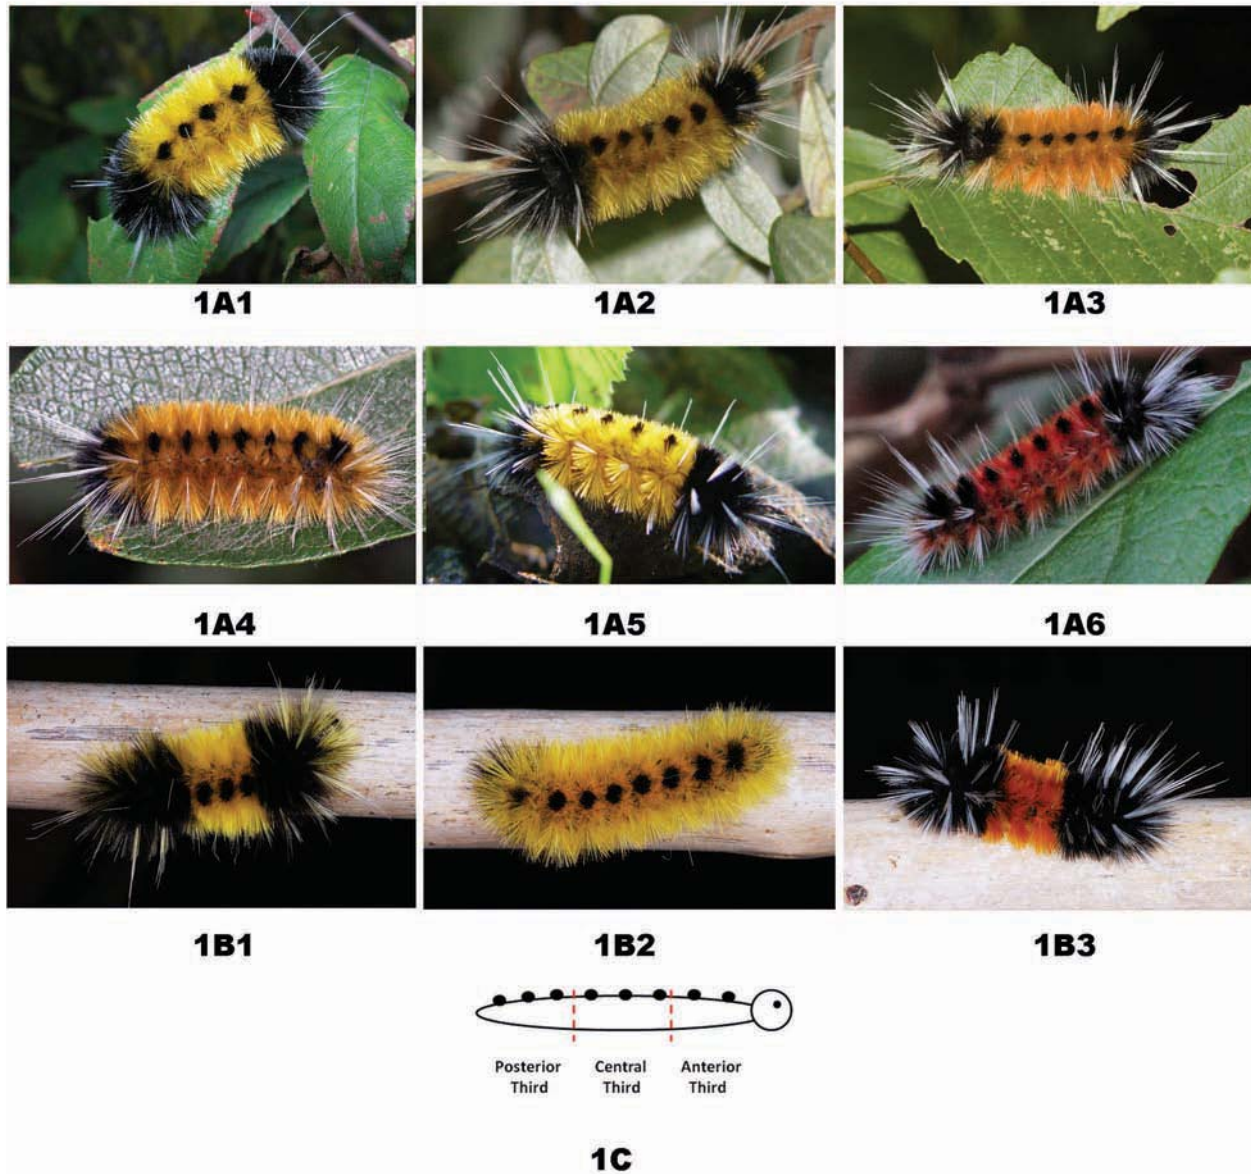 1A1
1A2
1A3
1A4
1A5
1A6
1B1
1B2
1B3
Posterior Third
Central Third
Anterior Third
1C